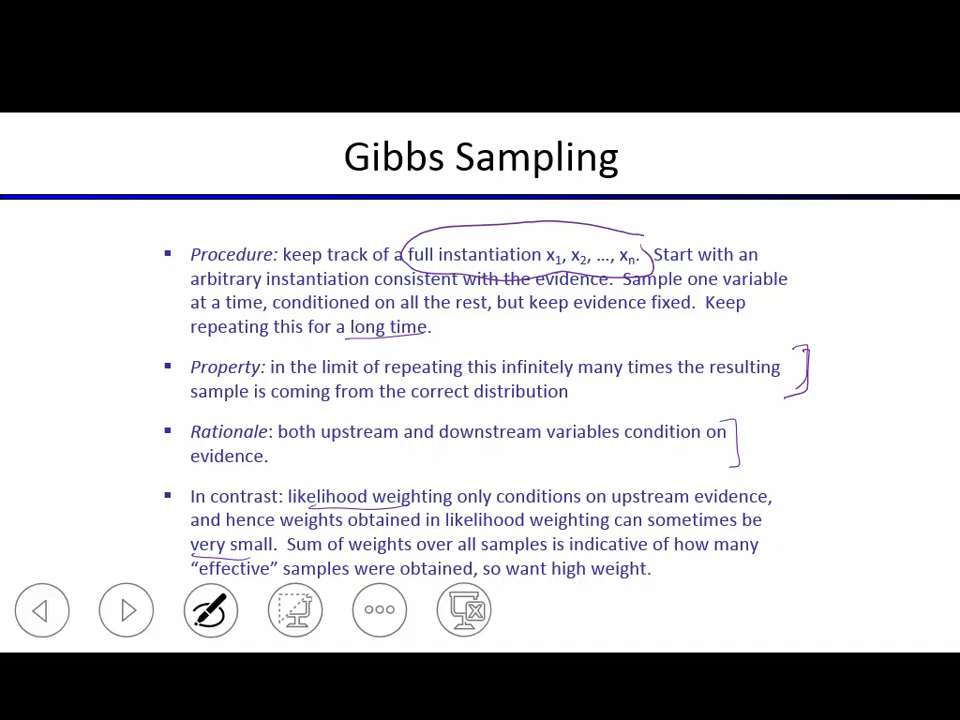 Gibbs Sampling
▪ Procedure: keep track of a full instantiation x₁, x₂, …, xₙ. Start with an
arbitrary instantiation consistent with the evidence. Sample one variable
at a time, conditioned on all the rest, but keep evidence fixed. Keep
repeating this for a long time.
▪ Property: in the limit of repeating this infinitely many times the resulting
sample is coming from the correct distribution
▪ Rationale: both upstream and downstream variables condition on
evidence.
▪ In contrast: likelihood weighting only conditions on upstream evidence,
and hence weights obtained in likelihood weighting can sometimes be
very small. Sum of weights over all samples is indicative of how many
“effective” samples were obtained, so want high weight.